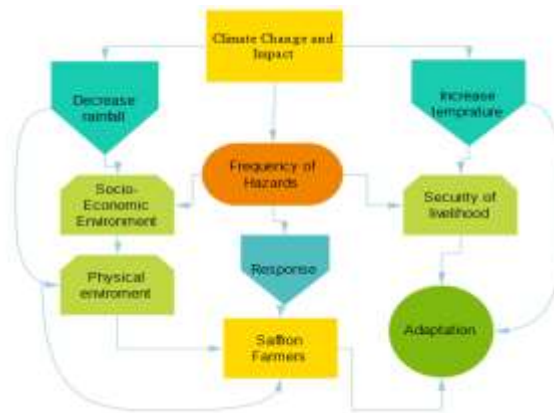 Climate Change and
Impact
Decrease
rainfall
Increase
temprature
Frequency of
Hazards
Socio-
Economic
Environment
Security of
livelihood
Physical
enviroment
Response
Saffron
Farmers
Adaptation